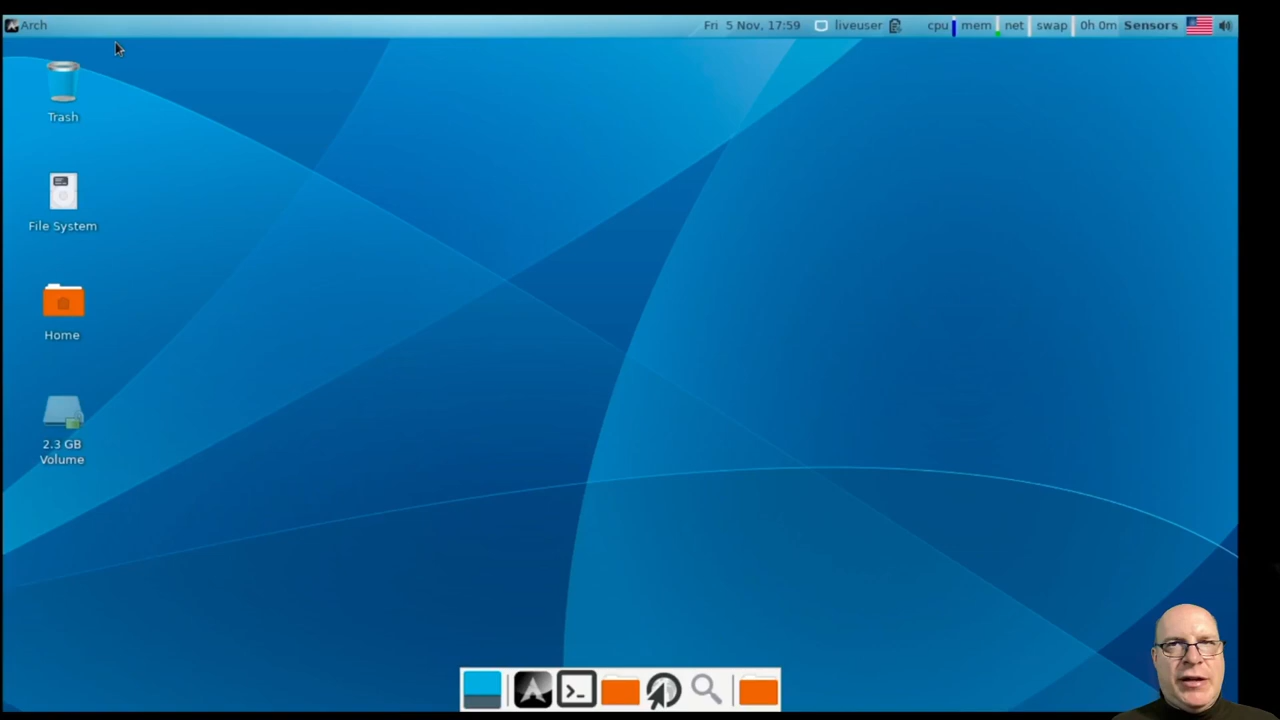 Arch
Fri 5 Nov, 17:59
liveuser
cpu
mem
net
swap
0h 0m
Sensors
Trash
File System
Home
2.3 GB
Volume